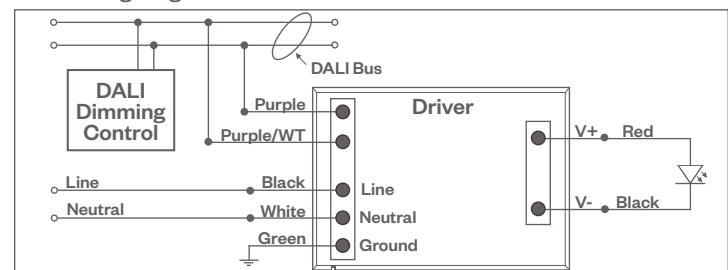 DALI Bus
DALI
Dimming
Control
Driver
Purple
Purple/WT
V+ Red
Line Black Line
V- Black
Neutral White Neutral
Green Ground